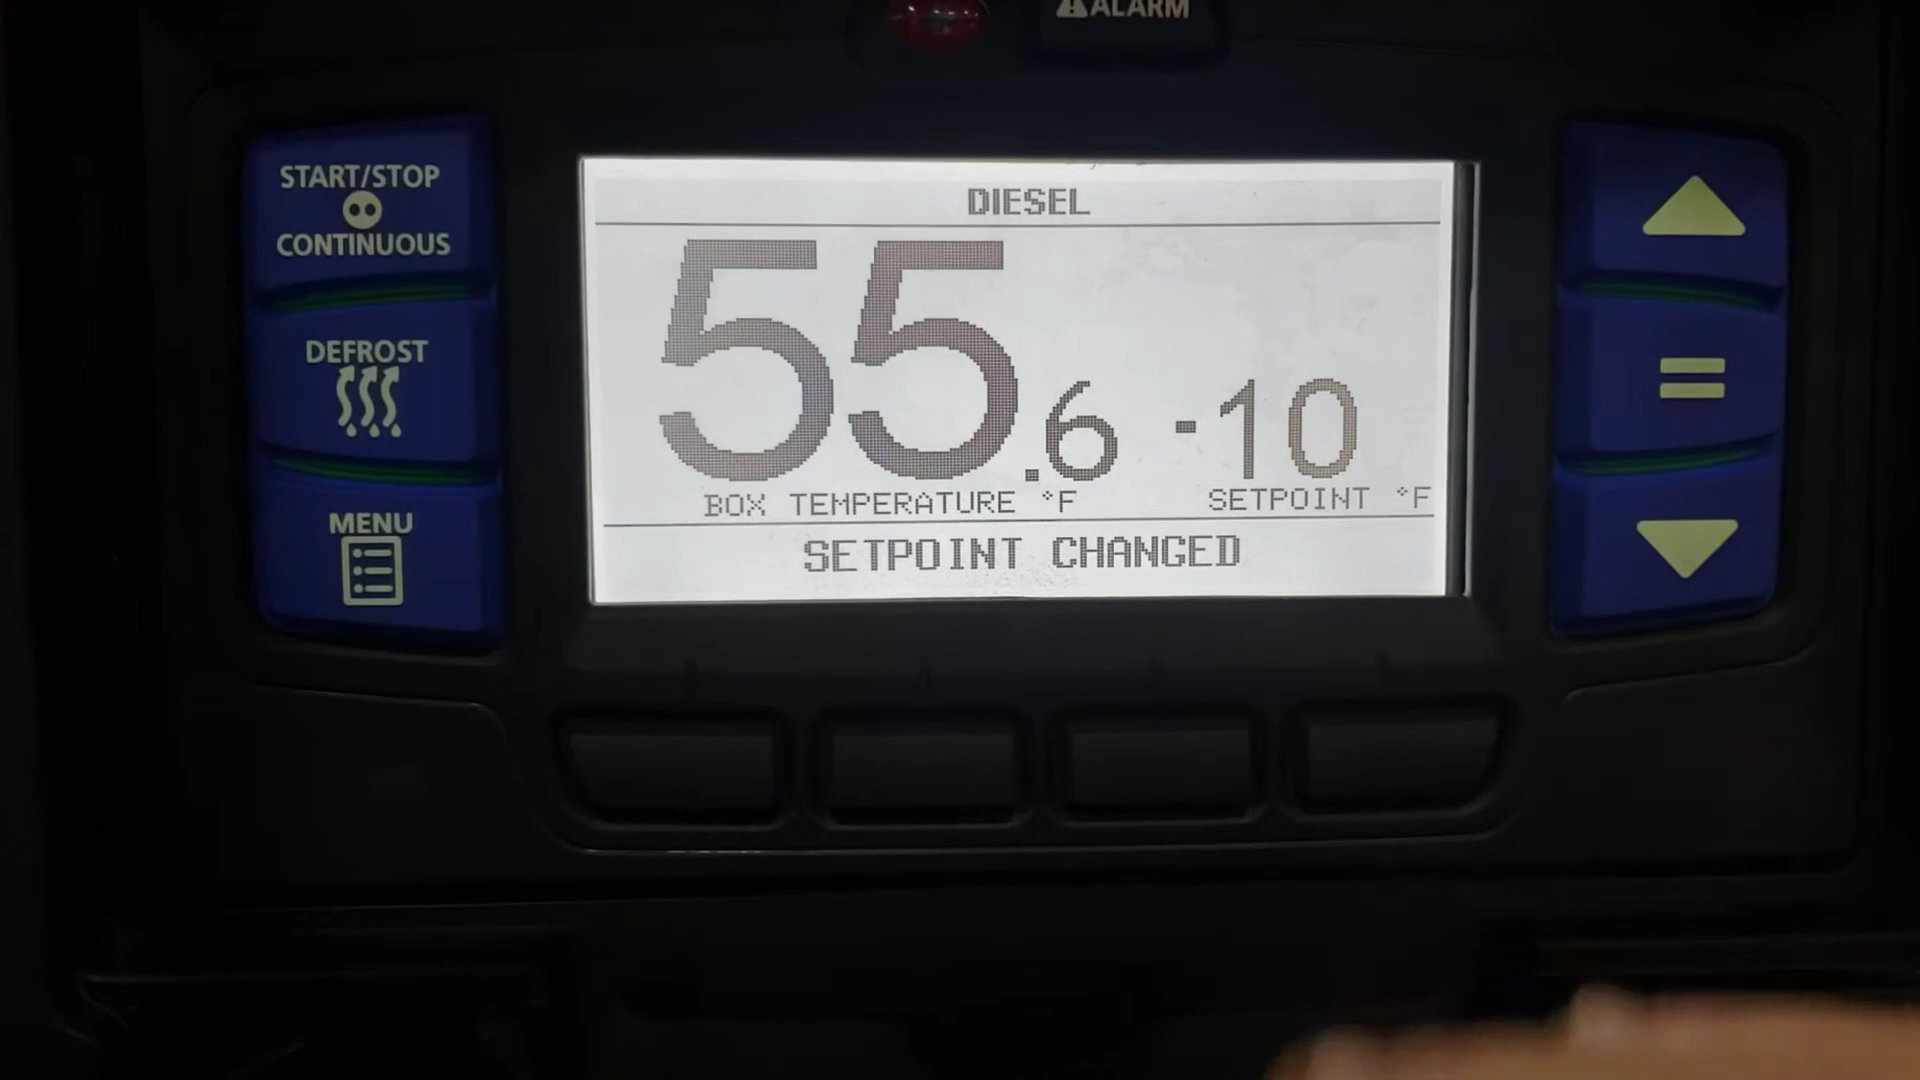 ALARM
START/STOP
CONTINUOUS
DEFROST
MENU
DIESEL
55.6 -10
BOX TEMPERATURE °F SETPOINT °F
SETPOINT CHANGED